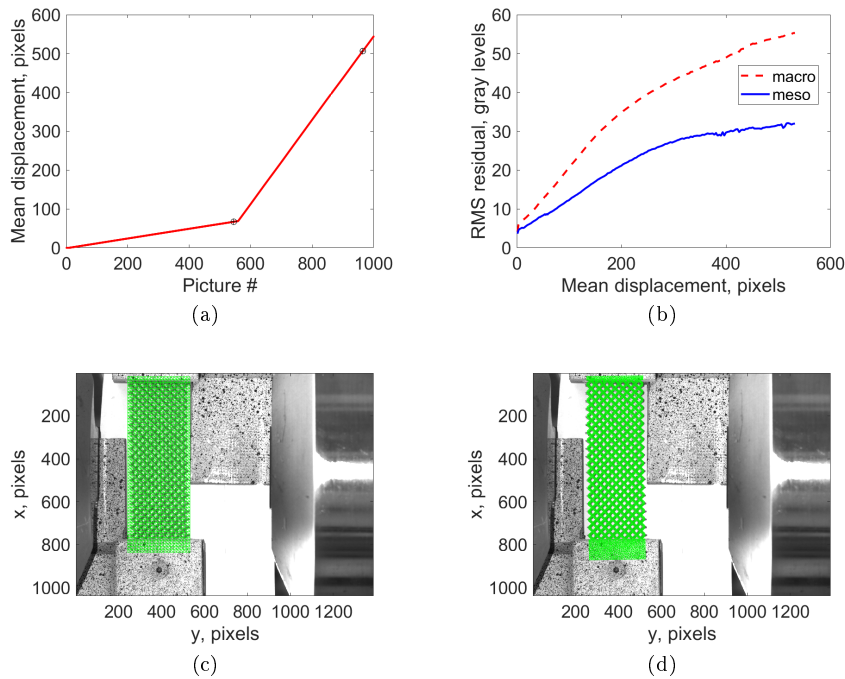 600
500
400
300
200
100
0
Mean displacement, pixels
0 200 400 600 800 1000
Picture #
(a)
60
50
40
30
20
10
0
RMS residual, gray levels
macro
meso
0 200 400 600
Mean displacement, pixels
(b)
200
400
600
800
1000
x, pixels
200 400 600 800 1000 1200
y, pixels
(c)
200
400
600
800
1000
x, pixels
200 400 600 800 1000 1200
y, pixels
(d)